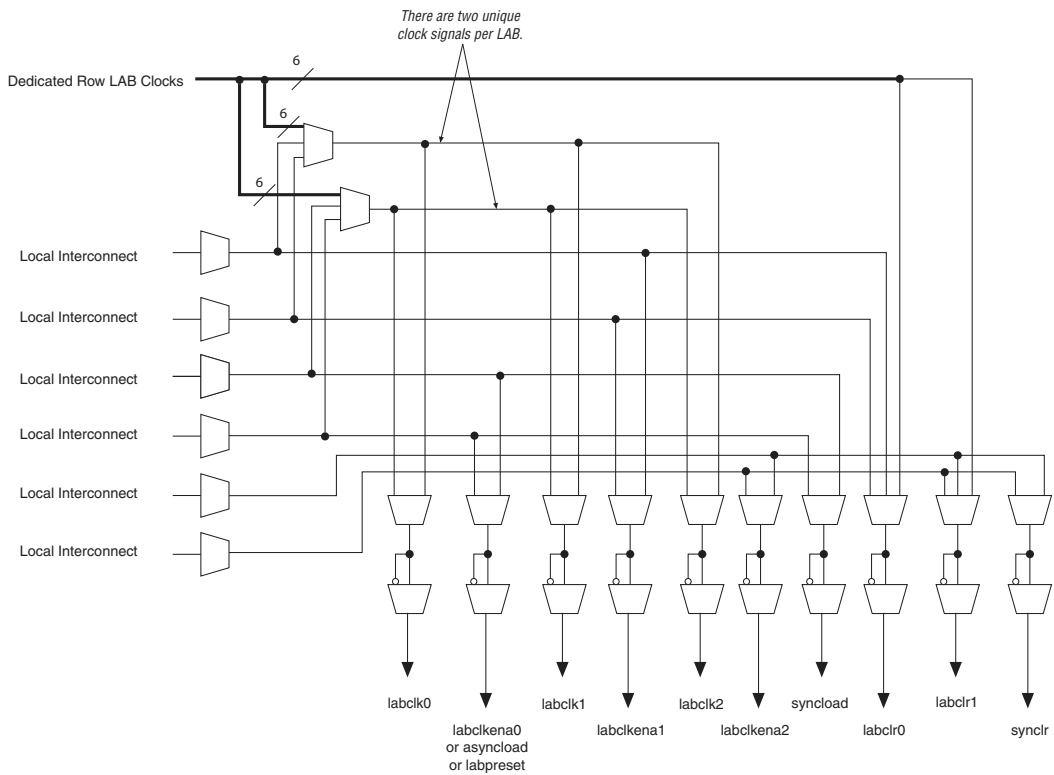 There are two unique
clock signals per LAB.
6
Dedicated Row LAB Clocks
6
6
Local Interconnect
Local Interconnect
Local Interconnect
Local Interconnect
Local Interconnect
Local Interconnect
labclk0
labclk1
labclk2
syncload
labclr1
labclkena0
or asyncload
or labpreset
labclkena1
labclkena2
labclr0
synclr